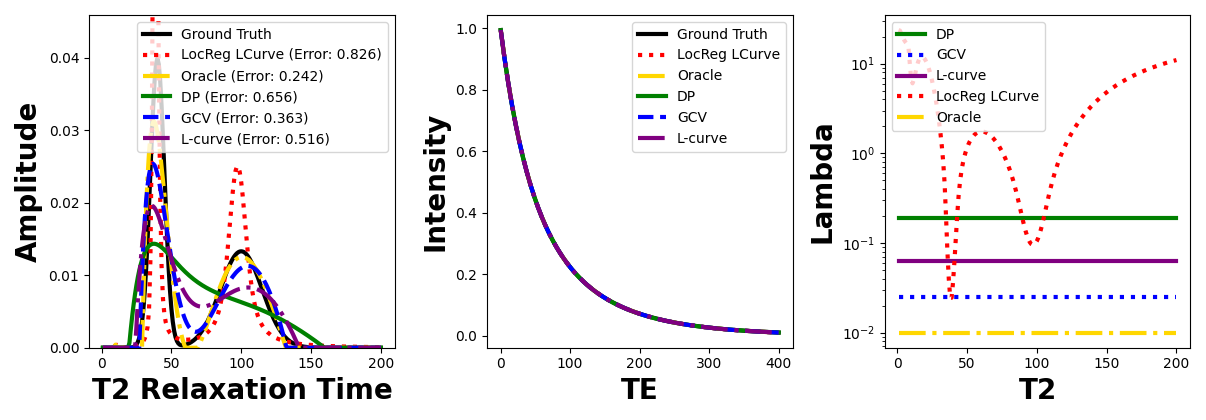 Amplitude
0.04
0.03
0.02
0.01
0.00
Ground Truth
LocReg LCurve (Error: 0.826)
Oracle (Error: 0.242)
DP (Error: 0.656)
GCV (Error: 0.363)
L-curve (Error: 0.516)
0 50 100 150 200
T2 Relaxation Time
Intensity
1.0
0.8
0.6
0.4
0.2
0.0
Ground Truth
LocReg LCurve
Oracle
DP
GCV
L-curve
0 100 200 300 400
TE
Lambda
10¹
10⁰
10⁻¹
10⁻²
DP
GCV
L-curve
LocReg LCurve
Oracle
0 50 100 150 200
T2